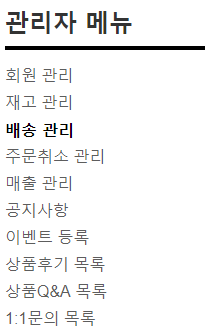 관리자 메뉴
회원 관리
재고 관리
배송 관리
주문취소 관리
매출 관리
공지사항
이벤트 등록
상품후기 목록
상품Q&A 목록
1:1문의 목록